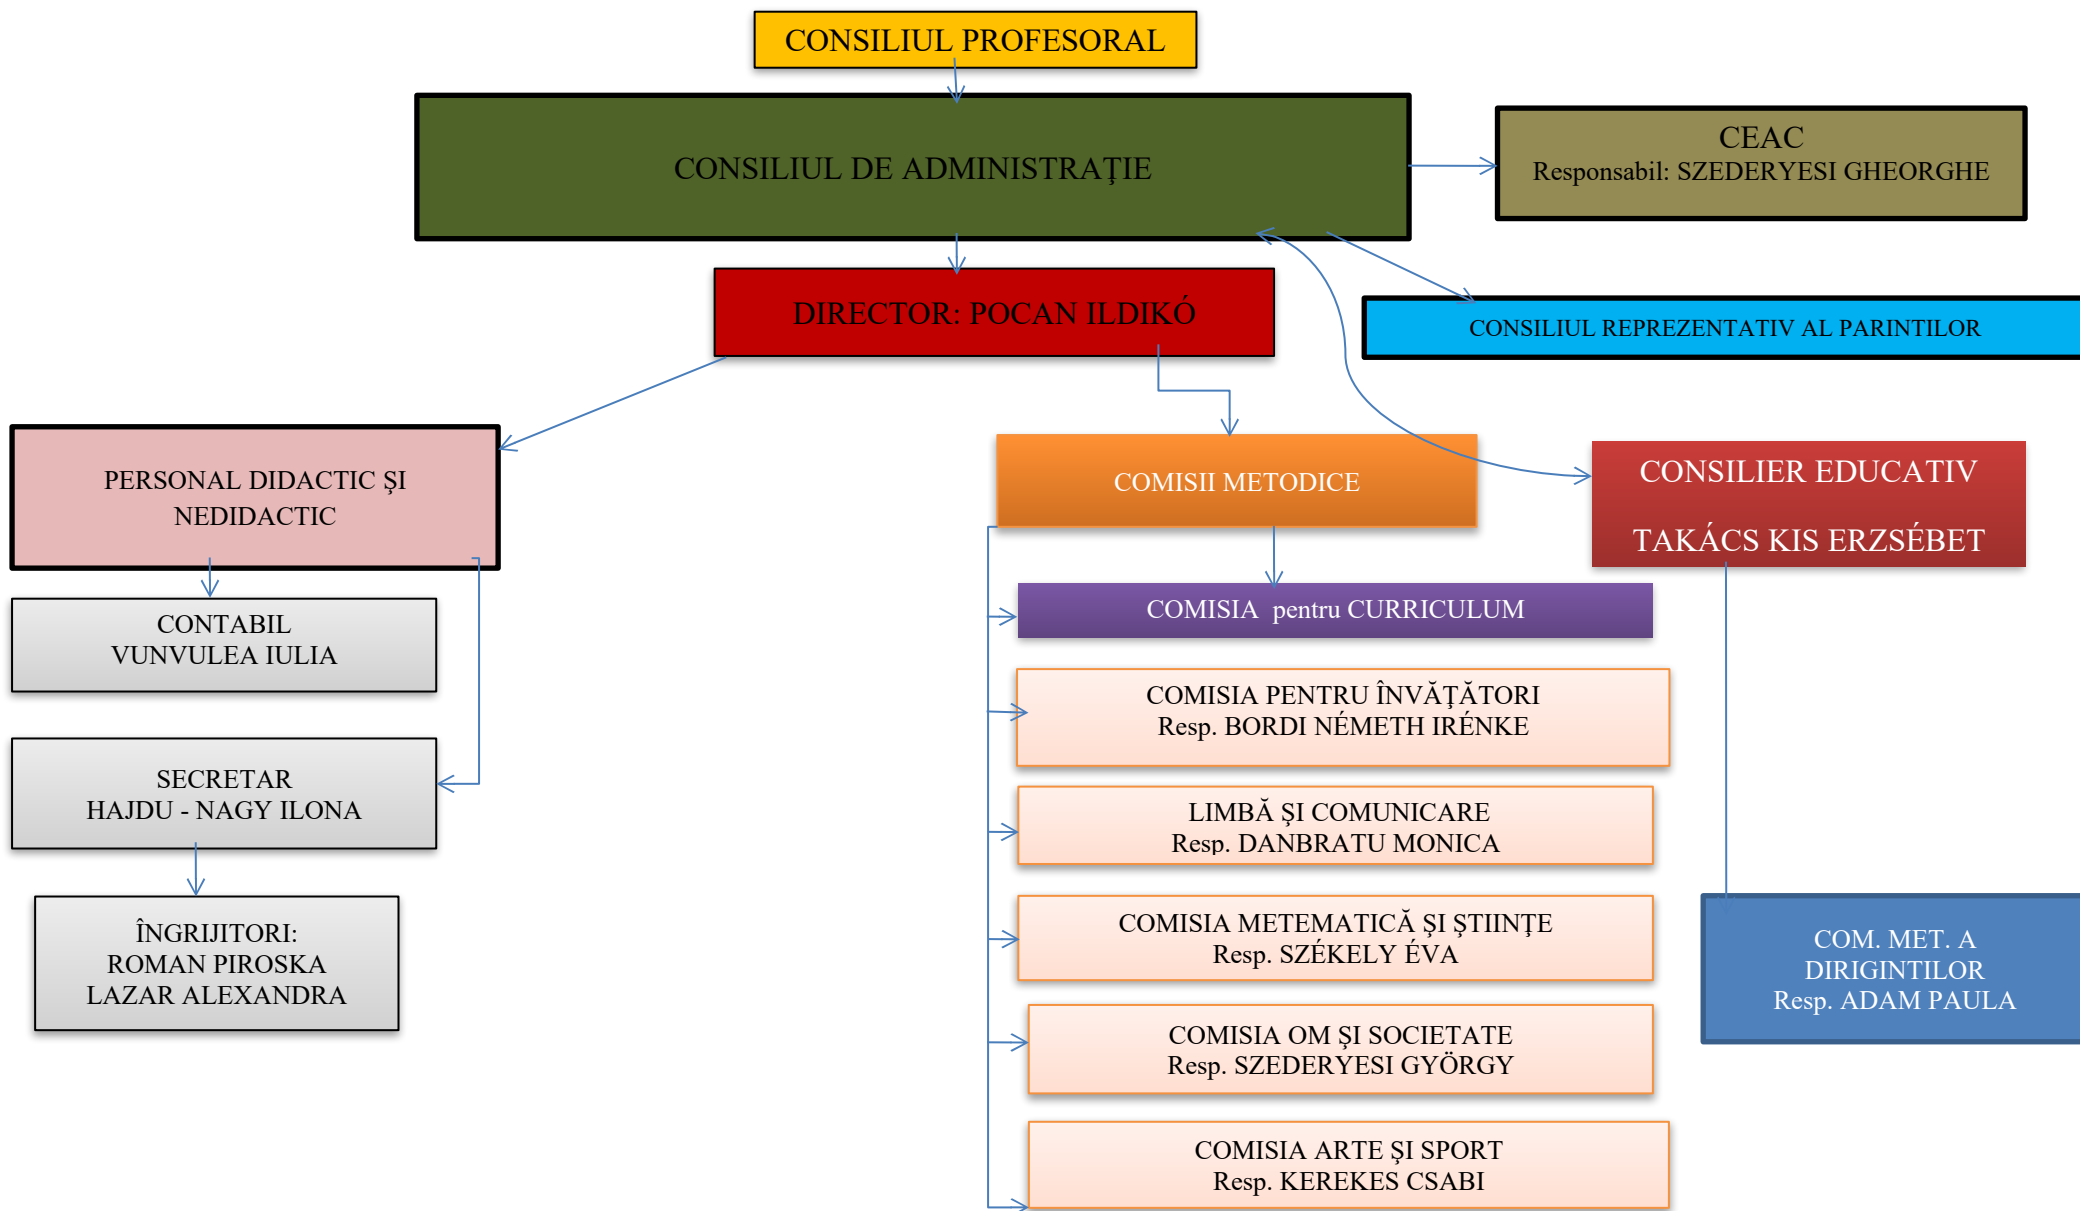 CONSILIUL PROFESORAL
CONSILIUL DE ADMINISTRAŢIE
CEAC
Responsabil: SZEDERYESI GHEORGHE
DIRECTOR: POCAN ILDIKÓ
CONSILIUL REPREZENTATIV AL PARINTILOR
PERSONAL DIDACTIC ŞI
NEDIDACTIC
COMISII METODICE
CONSILIER EDUCATIV
TAKÁCS KIS ERZSÉBET
CONTABIL
VUNVULEA IULIA
COMISIA pentru CURRICULUM
COMISIA PENTRU ÎNVĂŢĂTORI
Resp. BORDI NÉMETH IRÉNKE
SECRETAR
HAJDU - NAGY ILONA
LIMBĂ ŞI COMUNICARE
Resp. DANBRATU MONICA
ÎNGRIJITORI:
ROMAN PIROSKA
LAZAR ALEXANDRA
COMISIA METEMATICĂ ŞI ŞTIINŢE
Resp. SZÉKELY ÉVA
COM. MET. A
DIRIGINTILOR
Resp. ADAM PAULA
COMISIA OM ŞI SOCIETATE
Resp. SZEDERYESI GYÖRGY
COMISIA ARTE ŞI SPORT
Resp. KEREKES CSABI